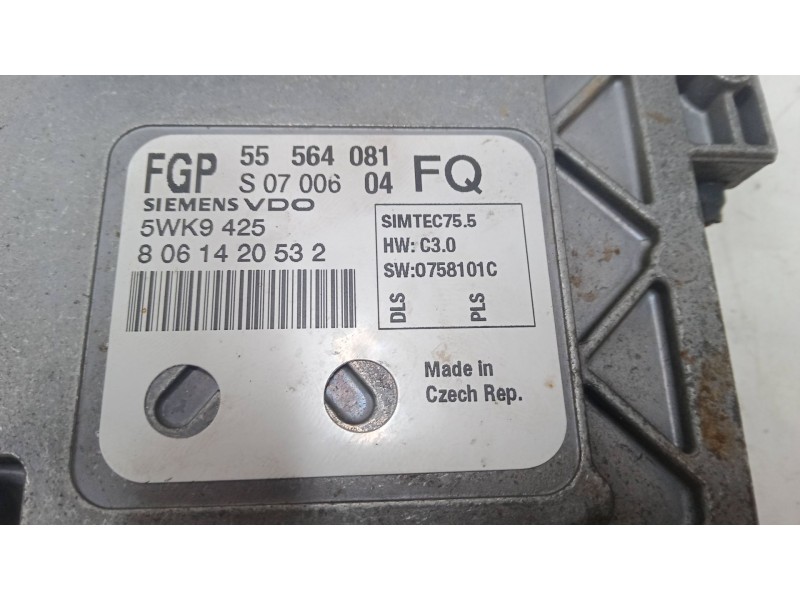 FGP 55 564 081 FQ
S 07 006 04
SIEMENS VDO
5WK9 425
8 06 14 20 53 2
SIMTEC75.5
HW: C3.0
SW:0758101C
DLS PLS
Made in
Czech Rep.